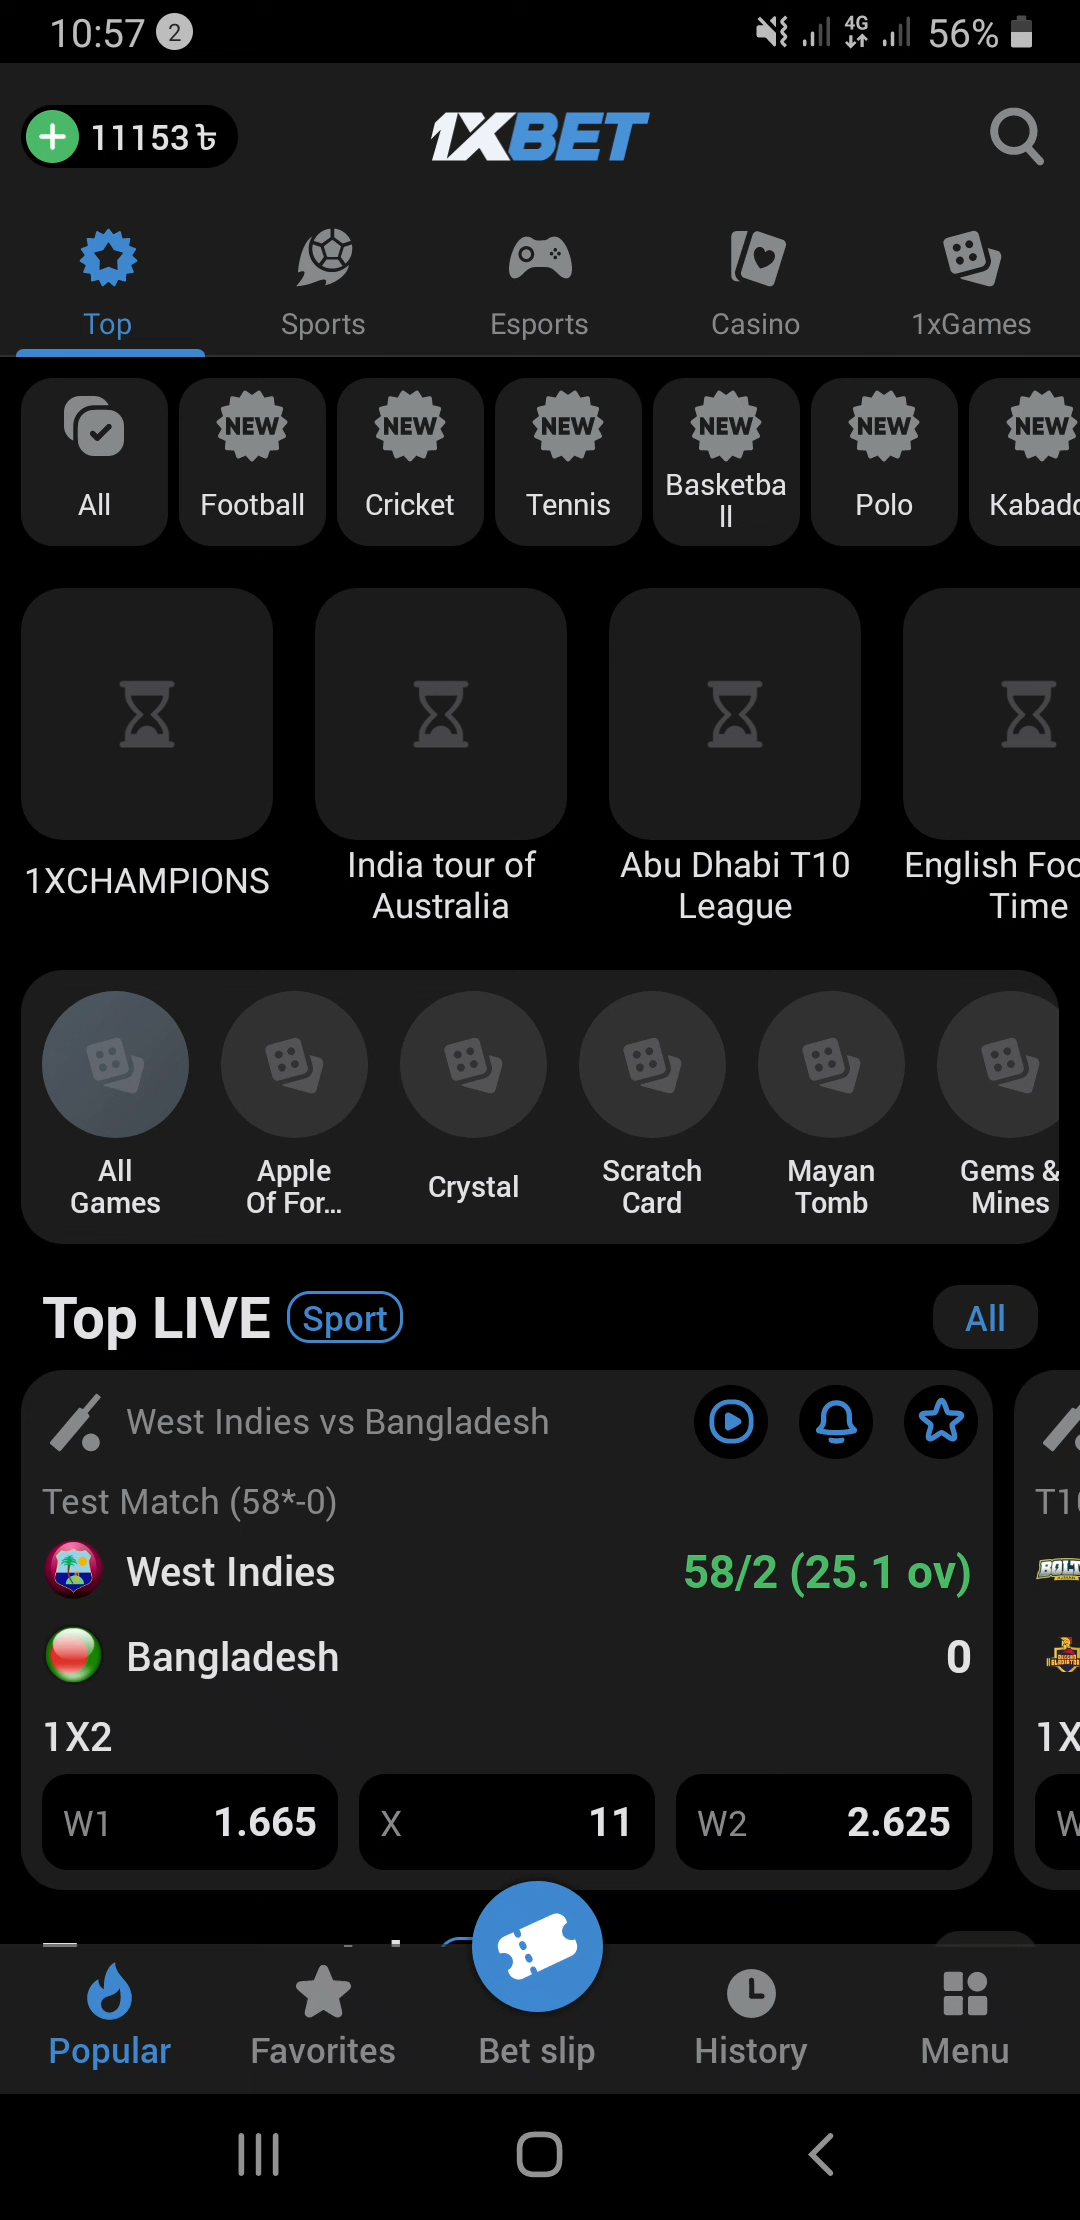 10:57 2 4G 56%
11153 ৳ 1XBET
Top Sports Esports Casino 1xGames
NEW NEW NEW NEW NEW NEW
All Football Cricket Tennis Basketba
ll Polo Kabadd
1XCHAMPIONS
India tour of
Australia
Abu Dhabi T10
League
English Foo
Time
All
Games
Apple
Of For...
Crystal
Scratch
Card
Mayan
Tomb
Gems &
Mines
Top LIVE Sport All
West Indies vs Bangladesh
Test Match (58*-0)
T10
West Indies 58/2 (25.1 ov)
BOLT
Bangladesh 0
1X2
1X
W1 1.665 X 11 W2 2.625
W
Popular Favorites Bet slip History Menu